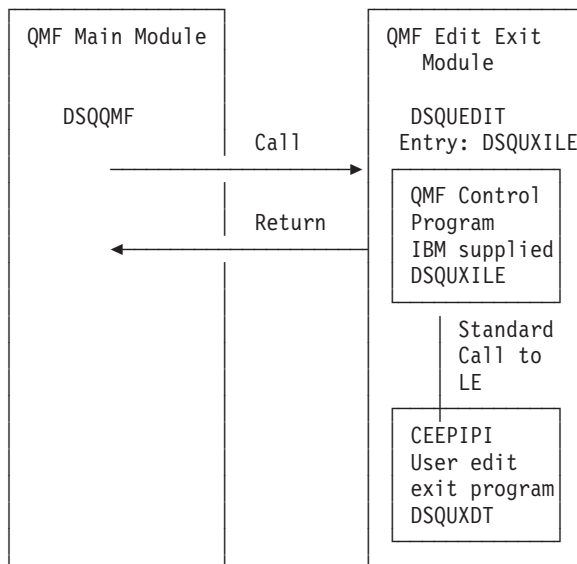 QMF Main Module
DSQQMF
Call
Return
QMF Edit Exit
Module
DSQUEDIT
Entry: DSQUXILE
QMF Control
Program
IBM supplied
DSQUXILE
Standard
Call to
LE
CEEPIPI
User edit
exit program
DSQUXDT